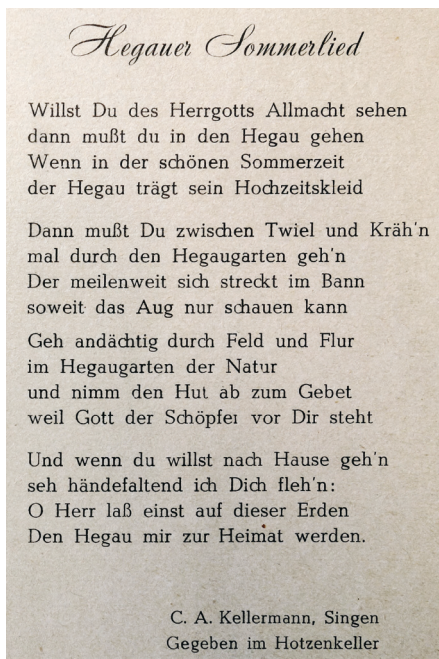 Hegauer Sommerlied
Willst Du des Herrgotts Allmacht sehen
dann mußt du in den Hegau gehen
Wenn in der schönen Sommerzeit
der Hegau trägt sein Hochzeitskleid
Dann mußt Du zwischen Twiel und Kräh'n
mal durch den Hegaugarten geh'n
Der meilenweit sich streckt im Bann
soweit das Aug nur schauen kann
Geh andächtig durch Feld und Flur
im Hegaugarten der Natur
und nimm den Hut ab zum Gebet
weil Gott der Schöpfer vor Dir steht
Und wenn du willst nach Hause geh'n
seh händefaltend ich Dich fleh'n:
O Herr laß einst auf dieser Erden
Den Hegau mir zur Heimat werden.
C. A. Kellermann, Singen
Gegeben im Hotzenkeller